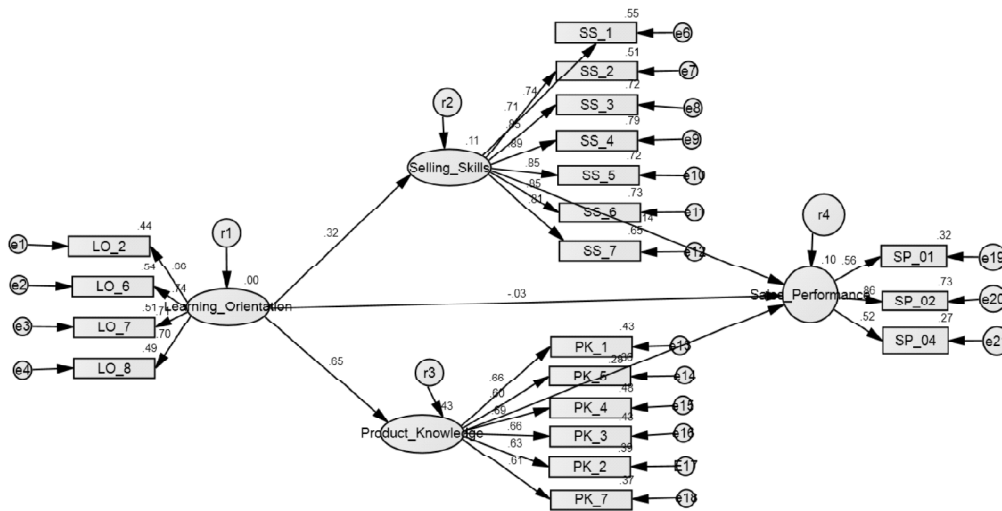 .55
SS_1
e6
.51
SS_2
e7
.74
.72
SS_3
e8
.71
r2
.95
.79
SS_4
e9
.11
.89
.72
Selling_Skills
.85
SS_5
e10
.85
.73
SS_6
e11
.81
.14
r4
.65
SS_7
e12
.32
r1
.44
e1
LO_2
.10
.56
.32
SP_01
e19
.00
.54
e2
LO_6
.74
Learning_Orientation
-.03
Sales_Performance
.86
.73
SP_02
e20
.51
e3
LO_7
.70
.52
.27
SP_04
.49
e4
LO_8
.65
.43
PK_1
e13
.28
r3
.66
e14
.60
.48
.43
.69
PK_4
e15
.43
Product_Knowledge
.66
PK_3
e16
.39
.63
PK_2
E17
.61
.37
PK_7
e18